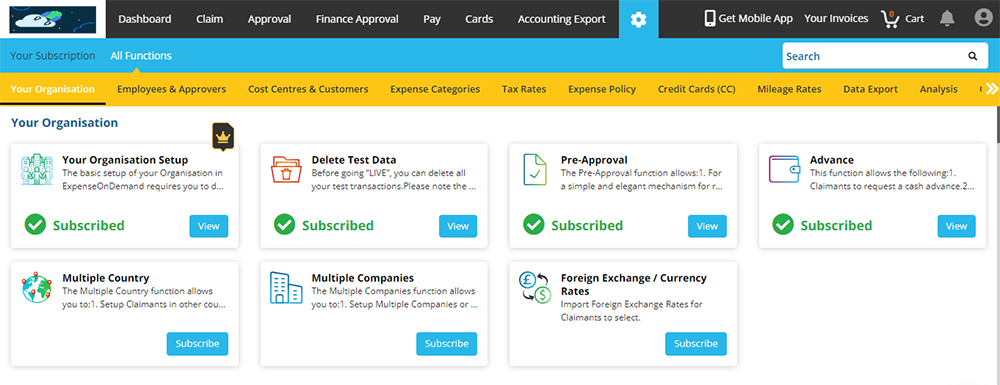 Dashboard Claim Approval Finance Approval Pay Cards Accounting Export Get Mobile App Your Invoices 0 Cart
Your Subscription All Functions Search
Your Organisation Employees & Approvers Cost Centres & Customers Expense Categories Tax Rates Expense Policy Credit Cards (CC) Mileage Rates Data Export Analysis
Your Organisation
Your Organisation Setup
The basic setup of your Organisation in
ExpenseOnDemand requires you to d...
Subscribed View
Delete Test Data
Before going "LIVE", you can delete all
your test transactions.Please note the ...
Subscribed View
Pre-Approval
The Pre-Approval function allows:1. For
a simple and elegant mechanism for r...
Subscribed View
Advance
This function allows the following:1.
Claimants to request a cash advance.2...
Subscribed View
Multiple Country
The Multiple Country function allows
you to:1. Setup Claimants in other cou...
Subscribe
Multiple Companies
The Multiple Companies function allows
you to:1. Setup Multiple Companies or ...
Subscribe
Foreign Exchange / Currency
Rates
Import Foreign Exchange Rates for
Claimants to select.
Subscribe